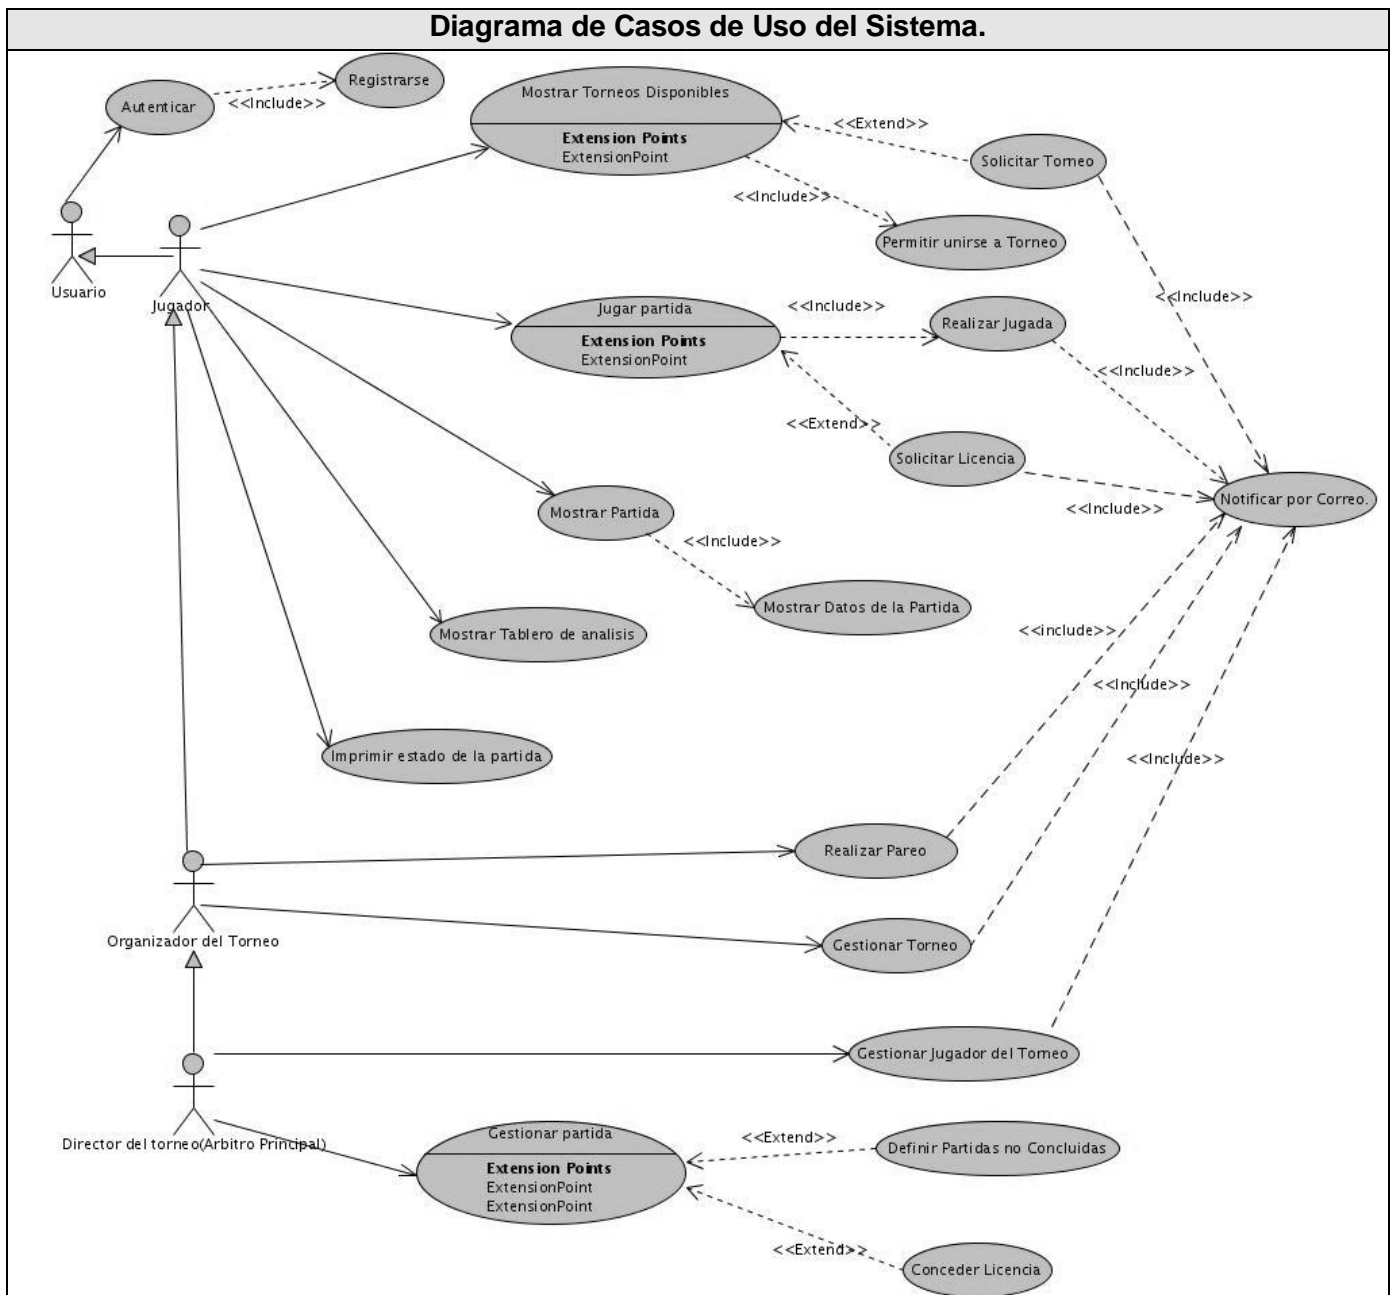 Diagrama de Casos de Uso del Sistema.
Registrarse
Autenticar
<<Include>>
Mostrar Torneos Disponibles
Extension Points
ExtensionPoint
<<Extend>>
Solicitar Torneo
<<Include>>
Permitir unirse a Torneo
Usuario
Jugador
<<Include>>
Jugar partida
Extension Points
ExtensionPoint
<<Include>>
Realizar Jugada
<<Include>>
<<Extend>>
Solicitar Licencia
<<Include>>
Notificar por Correo.
Mostrar Partida
<<Include>>
Mostrar Datos de la Partida
Mostrar Tablero de analisis
<<include>>
<<Include>>
<<Include>>
Imprimir estado de la partida
Realizar Pareo
Organizador del Torneo
Gestionar Torneo
Gestionar Jugador del Torneo
Director del torneo(Arbitro Principal)
Gestionar partida
Extension Points
ExtensionPoint
ExtensionPoint
<<Extend>>
Definir Partidas no Concluidas
<<Extend>>
Conceder Licencia